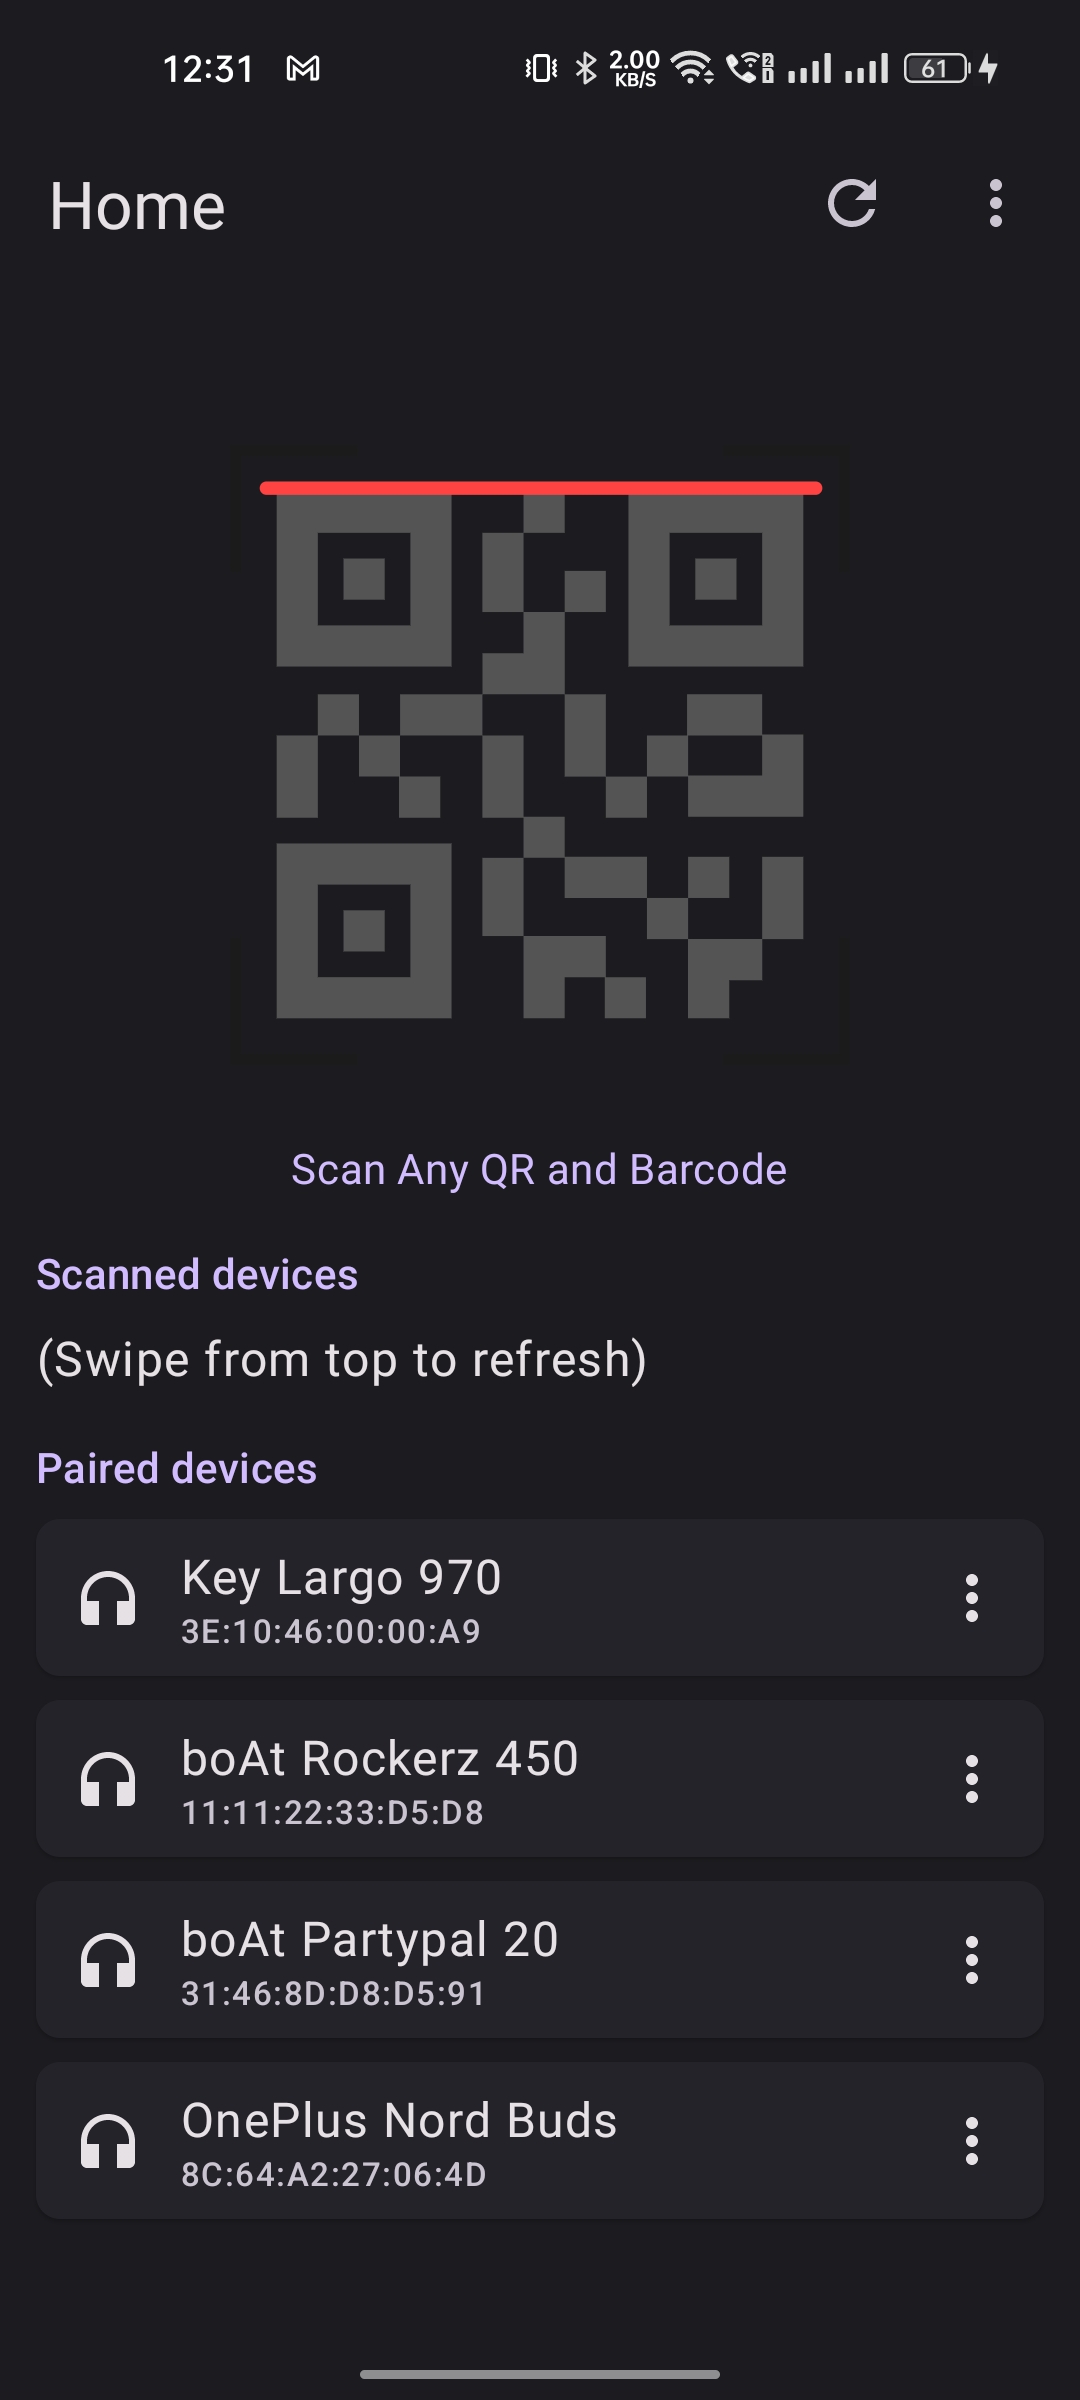 12:31
2.00
KB/S
2
1
61
Home
Scan Any QR and Barcode
Scanned devices
(Swipe from top to refresh)
Paired devices
Key Largo 970
3E:10:46:00:00:A9
boAt Rockerz 450
11:11:22:33:D5:D8
boAt Partypal 20
31:46:8D:D8:D5:91
OnePlus Nord Buds
8C:64:A2:27:06:4D